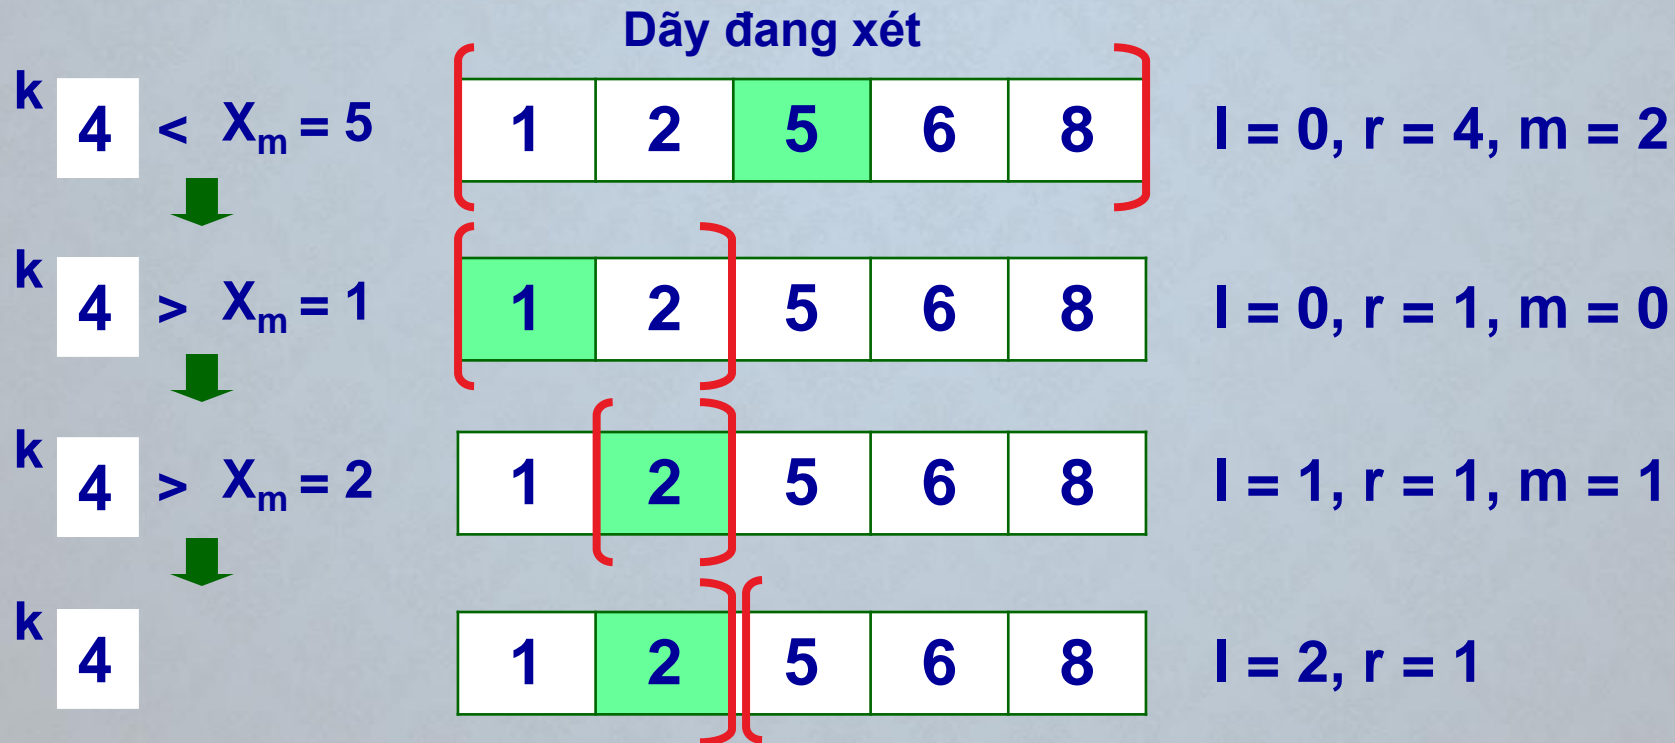 Dãy đang xét
k 4 < Xm = 5 1 2 5 6 8 l = 0, r = 4, m = 2
k 4 > Xm = 1 1 2 5 6 8 l = 0, r = 1, m = 0
k 4 > Xm = 2 1 2 5 6 8 l = 1, r = 1, m = 1
k 4 1 2 5 6 8 l = 2, r = 1